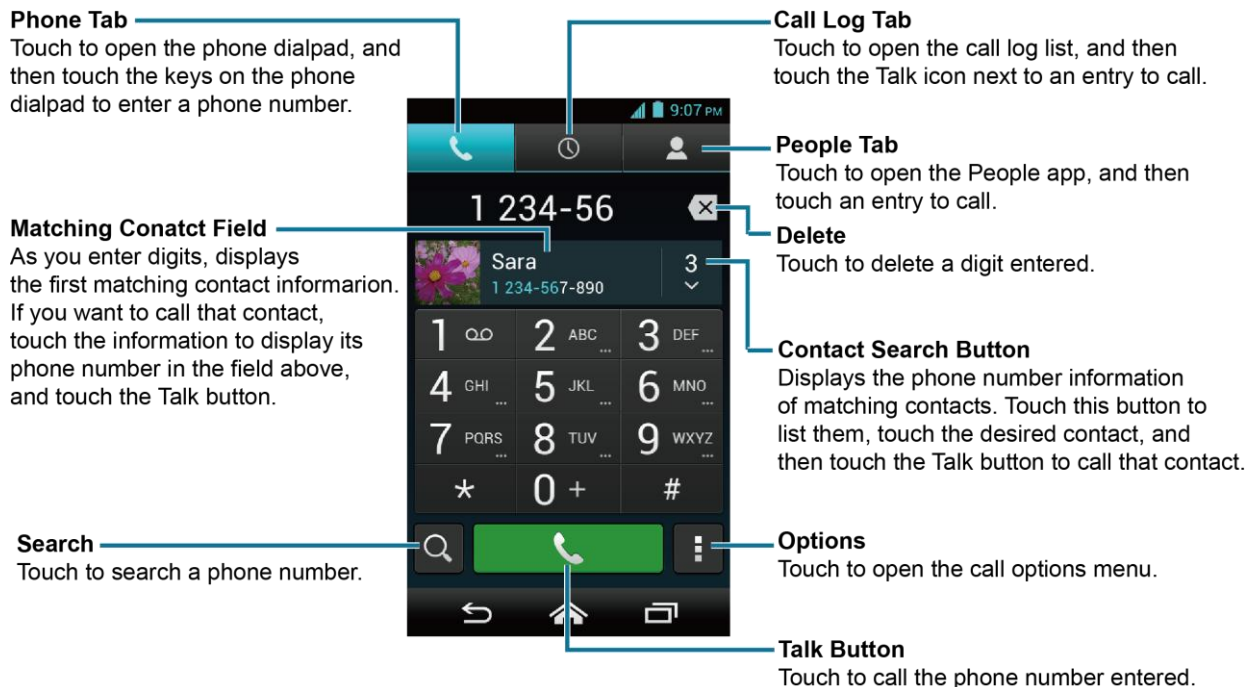 Phone Tab
Touch to open the phone dialpad, and
then touch the keys on the phone
dialpad to enter a phone number.
Matching Conatct Field
As you enter digits, displays
the first matching contact informarion.
If you want to call that contact,
touch the information to display its
phone number in the field above,
and touch the Talk button.
Search
Touch to search a phone number.
9:07 PM
1 234-56
Sara
1 234-567-890
3
1
2 ABC ...
3 DEF ...
4 GHI ...
5 JKL ...
6 MNO ...
7 PQRS ...
8 TUV ...
9 WXYZ ...
*
0 +
#
Call Log Tab
Touch to open the call log list, and then
touch the Talk icon next to an entry to call.
People Tab
Touch to open the People app, and then
touch an entry to call.
Delete
Touch to delete a digit entered.
Contact Search Button
Displays the phone number information
of matching contacts. Touch this button to
list them, touch the desired contact, and
then touch the Talk button to call that contact.
Options
Touch to open the call options menu.
Talk Button
Touch to call the phone number entered.